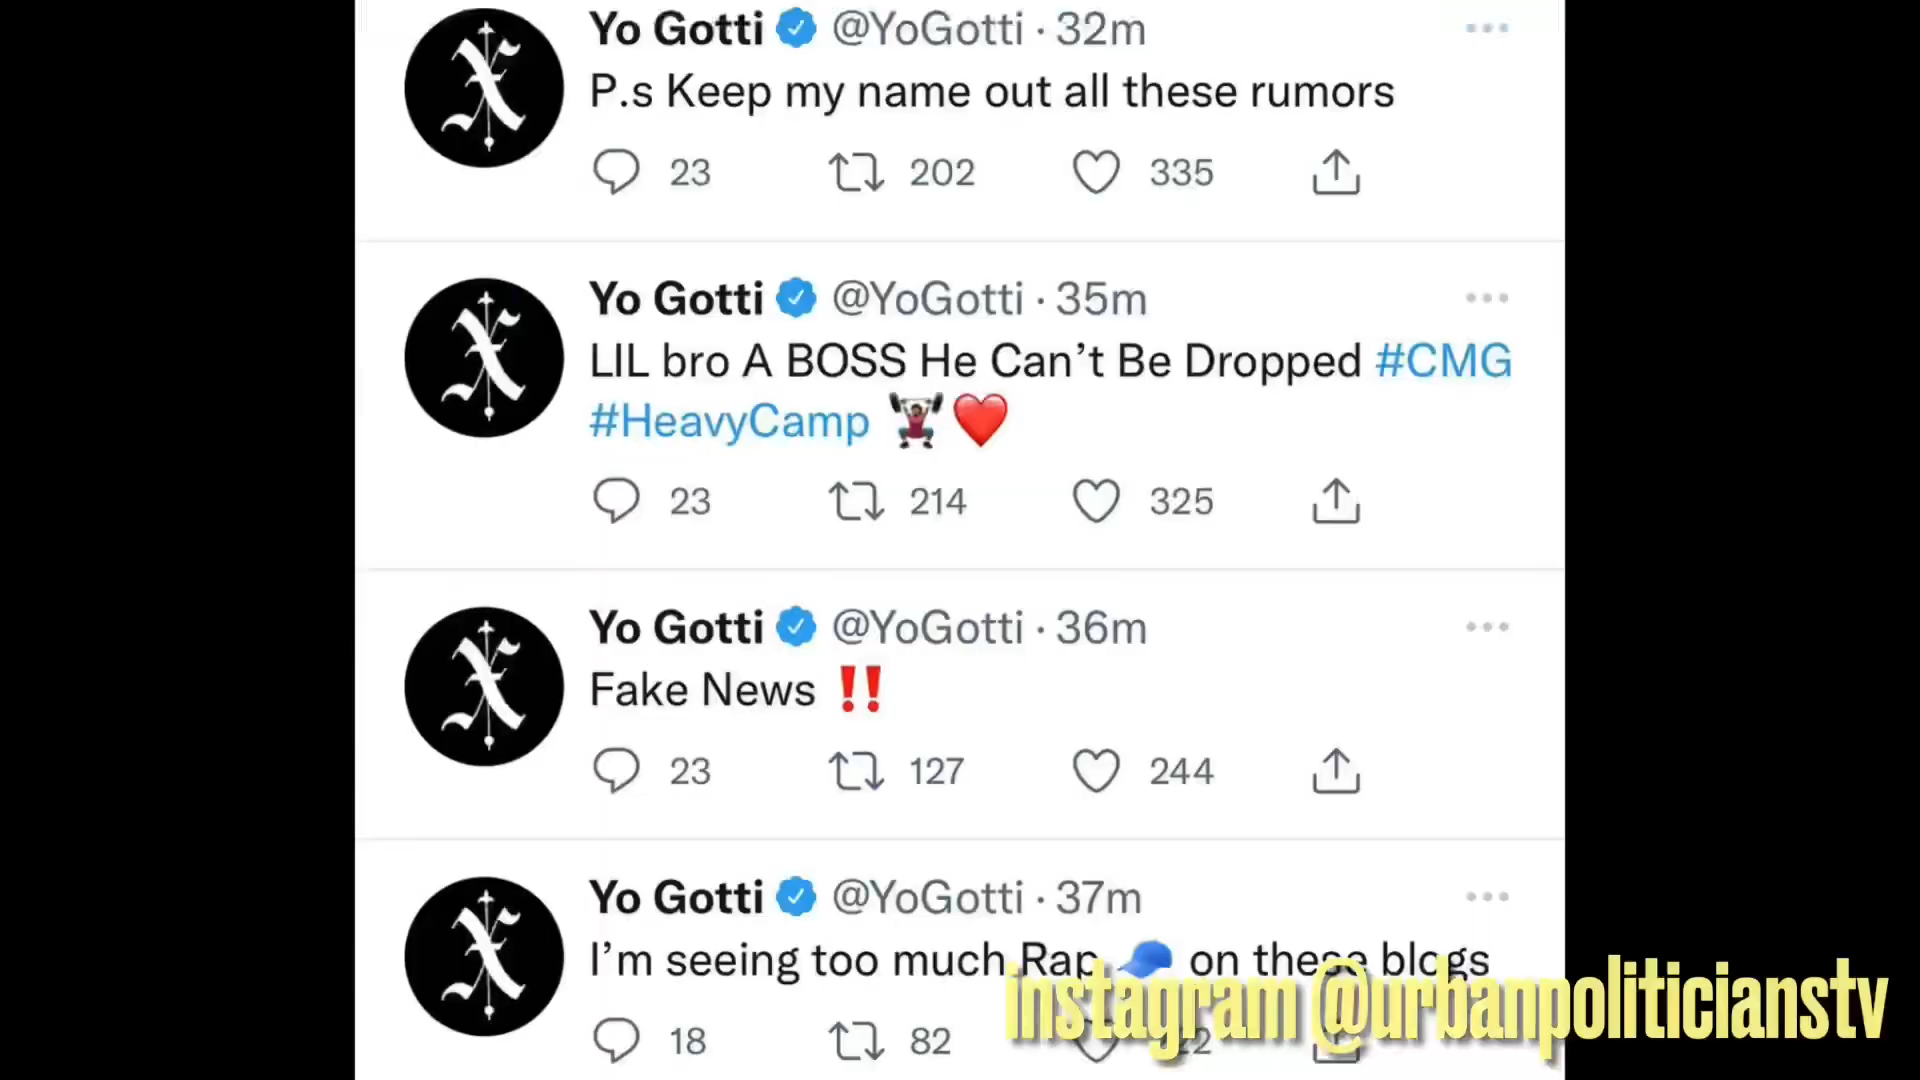 Yo Gotti @YoGotti · 32m
P.s Keep my name out all these rumors
23 202 335
Yo Gotti @YoGotti · 35m
LIL bro A BOSS He Can’t Be Dropped #CMG
#HeavyCamp 🏋🏾❤️
23 214 325
Yo Gotti @YoGotti · 36m
Fake News ‼️
23 127 244
Yo Gotti @YoGotti · 37m
I’m seeing too much Rap 🧢 on these blogs
instagram @urbanpoliticianstv
18 82